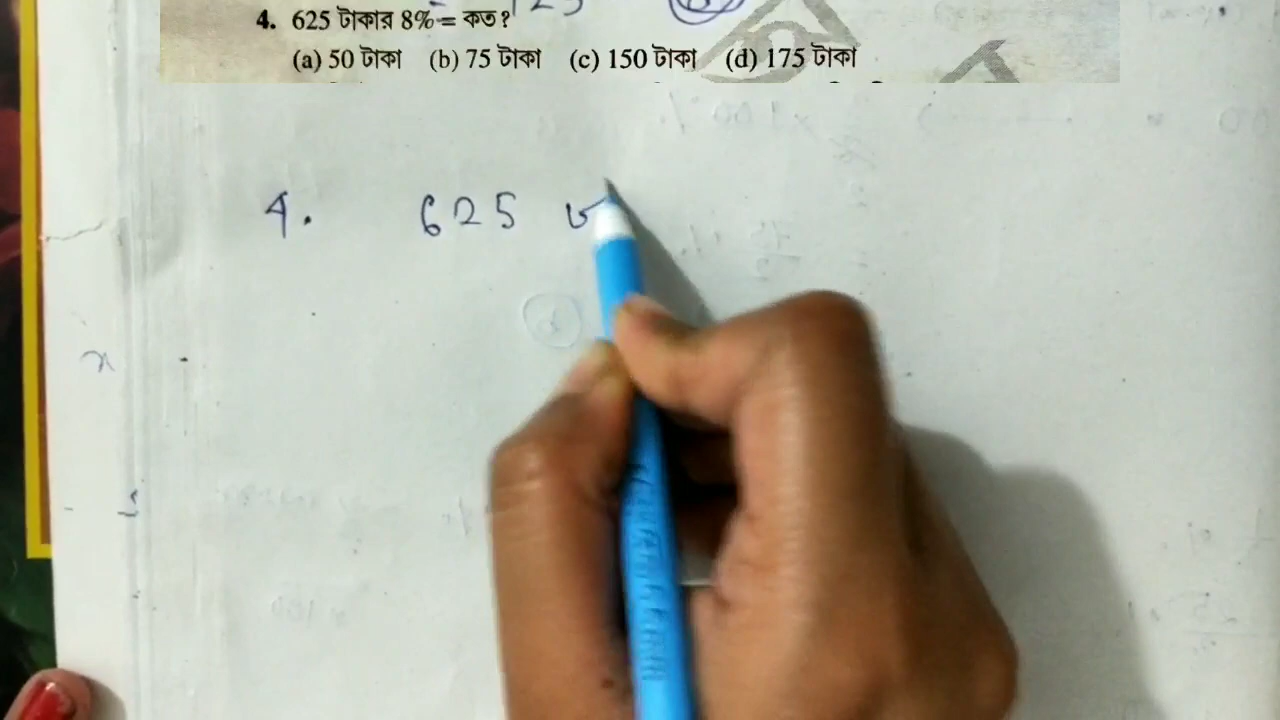 4. 625 টাকার 8% = কত?
(a) 50 টাকা (b) 75 টাকা (c) 150 টাকা (d) 175 টাকা
4. 625